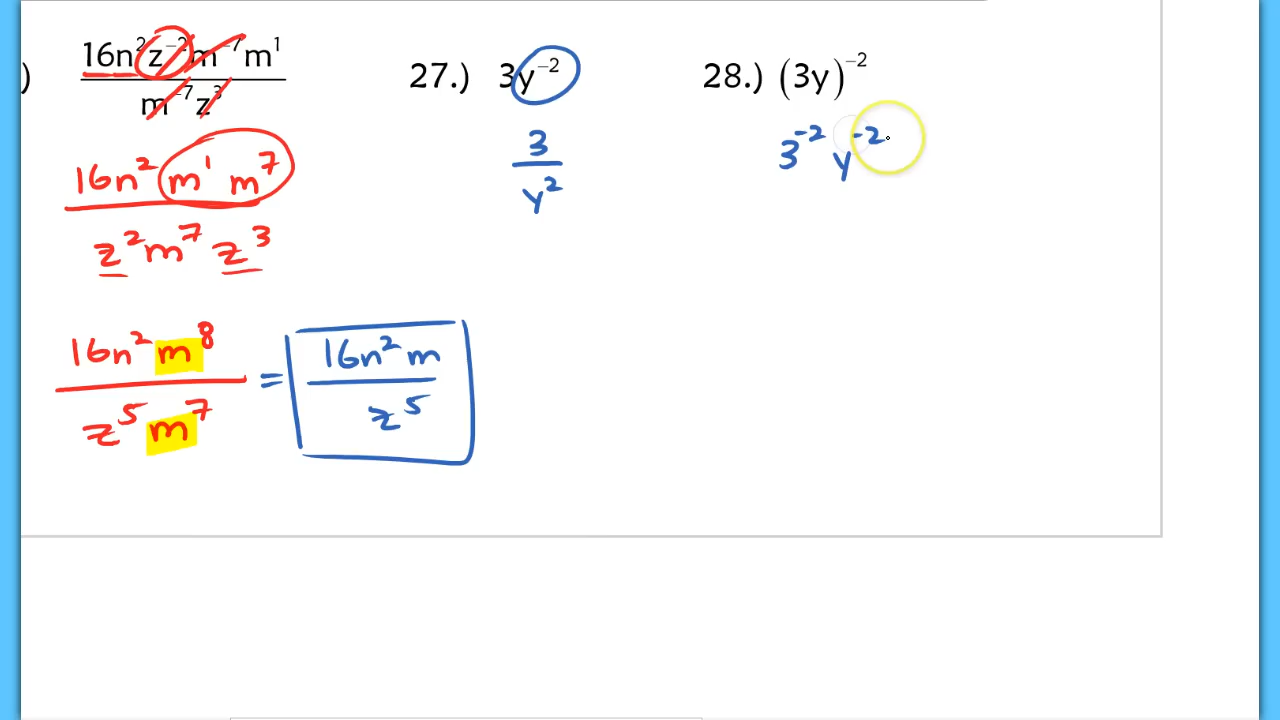 ) 16n²z⁻²m⁻⁷m¹ / m⁻⁷z³
16n² m¹ m⁷ / z² m⁷ z³
16n² m⁸ / z⁵ m⁷ = 16n² m / z⁵
27.) 3y⁻²
3 / y²
28.) (3y)⁻²
3⁻² y⁻²